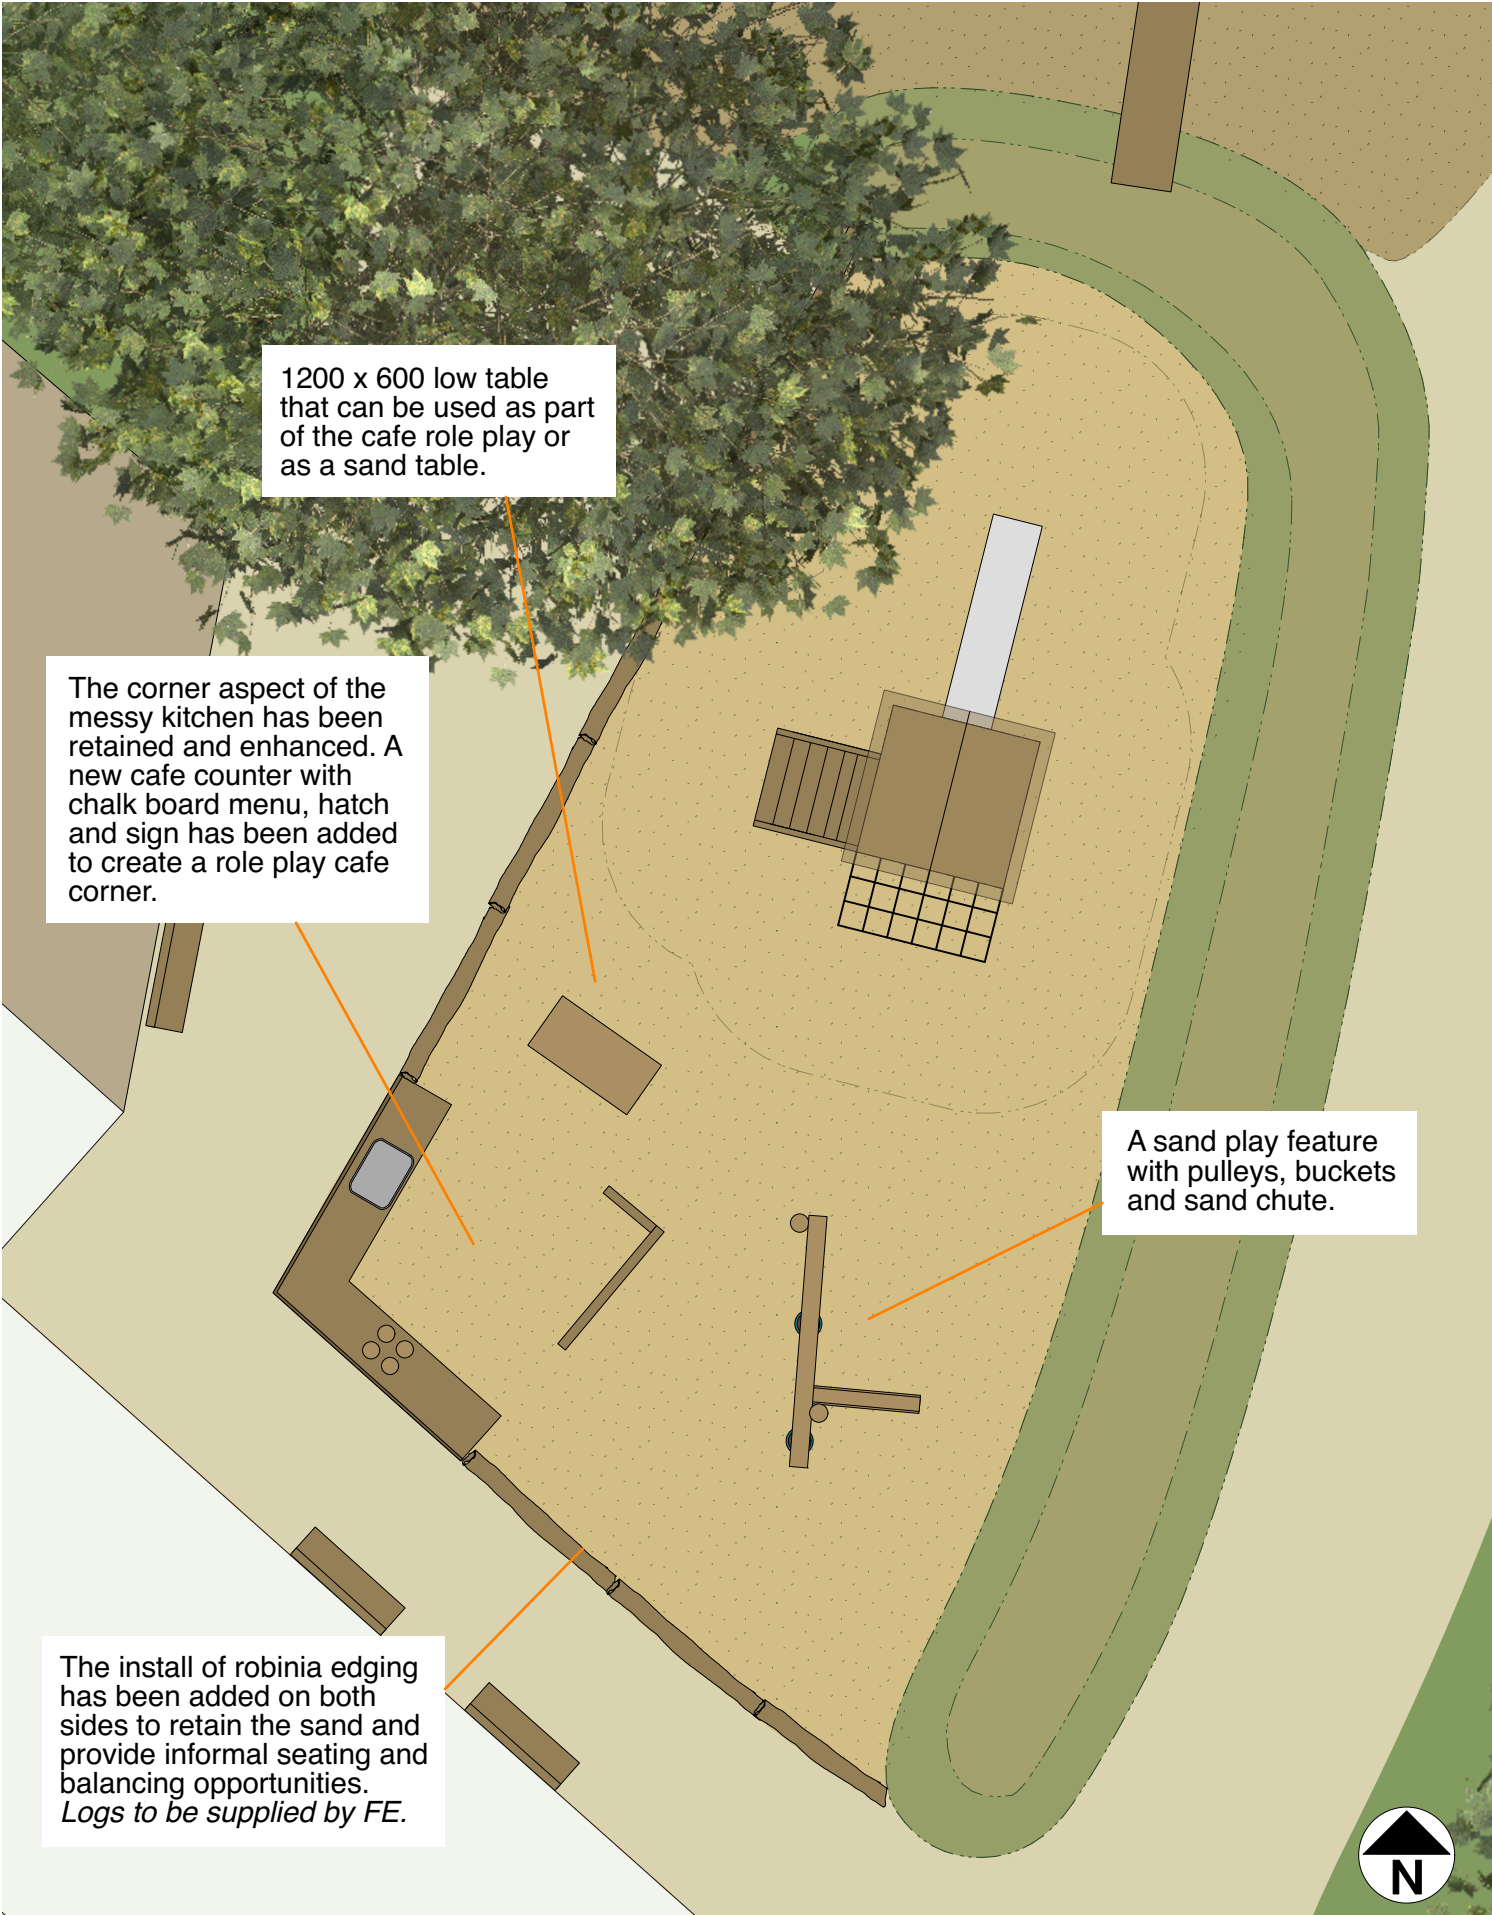 1200 x 600 low table
that can be used as part
of the cafe role play or
as a sand table.
The corner aspect of the
messy kitchen has been
retained and enhanced. A
new cafe counter with
chalk board menu, hatch
and sign has been added
to create a role play cafe
corner.
A sand play feature
with pulleys, buckets
and sand chute.
The install of robinia edging
has been added on both
sides to retain the sand and
provide informal seating and
balancing opportunities.
Logs to be supplied by FE.
N